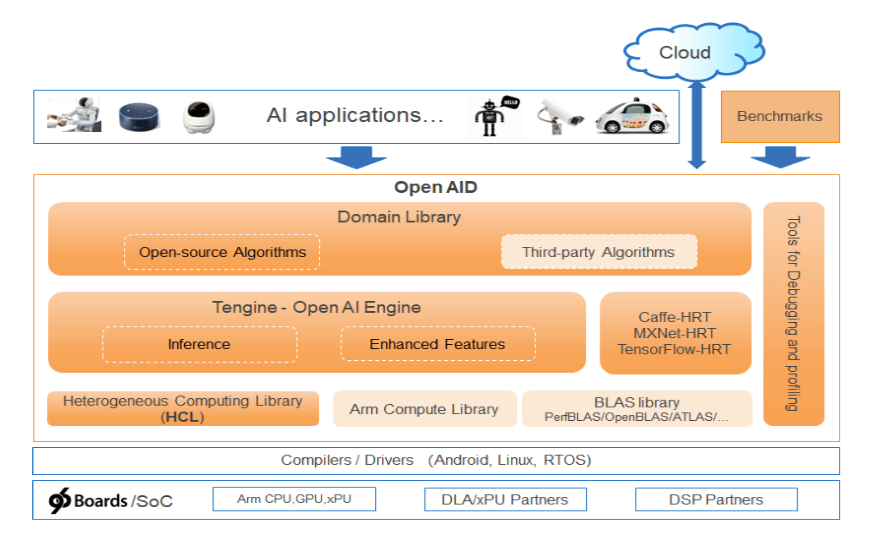 Cloud
AI applications...
HELLO
Benchmarks
Open AID
Domain Library
Open-source Algorithms
Third-party Algorithms
Tools for Debugging and profiling
Tengine - Open AI Engine
Inference
Enhanced Features
Caffe-HRT
MXNet-HRT
TensorFlow-HRT
Heterogeneous Computing Library
(HCL)
Arm Compute Library
BLAS library
PerfBLAS/OpenBLAS/ATLAS/...
Compilers / Drivers (Android, Linux, RTOS)
96Boards /SoC
Arm CPU,GPU,xPU
DLA/xPU Partners
DSP Partners